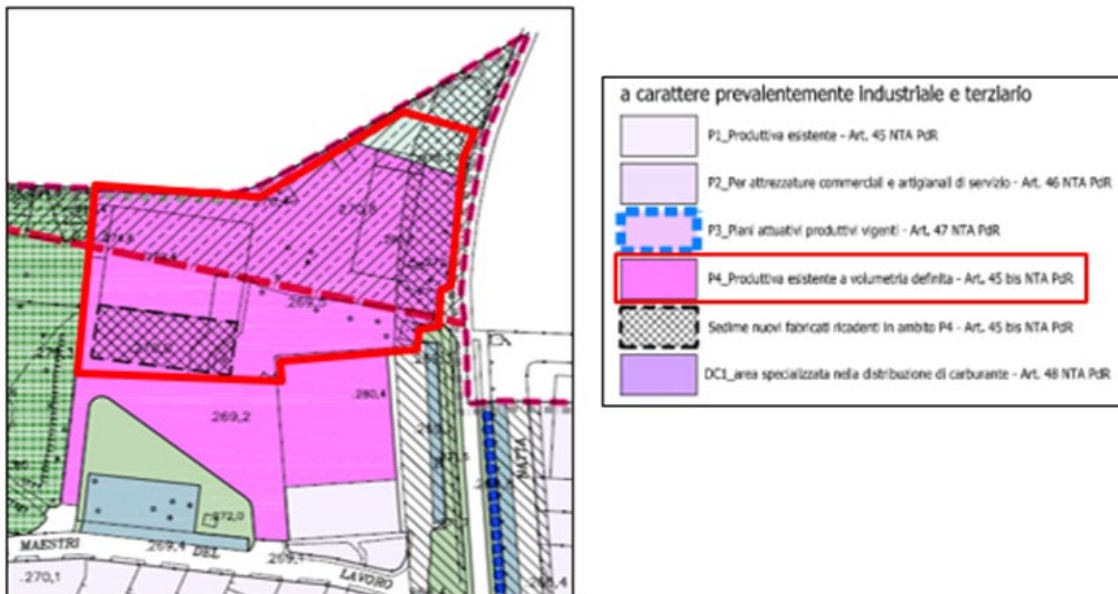 270,5
269,5
280,4
269,2
272,0
NAFTA
MAESTRI DEL LAVORO
269,4
269,1
270,1
a carattere prevalentemente industriale e terziario
P1_Produttiva esistente - Art. 45 NTA PdR
P2_Per attrezzature commerciali e artigianali di servizio - Art. 46 NTA PdR
P3_Piani attuativi produttivi vigenti - Art. 47 NTA PdR
P4_Produttiva esistente a volumetria definita - Art. 45 bis NTA PdR
Sedime nuovi fabbricati ricadenti in ambito P4 - Art. 45 bis NTA PdR
DC1_area specializzata nella distribuzione di carburante - Art. 48 NTA PdR